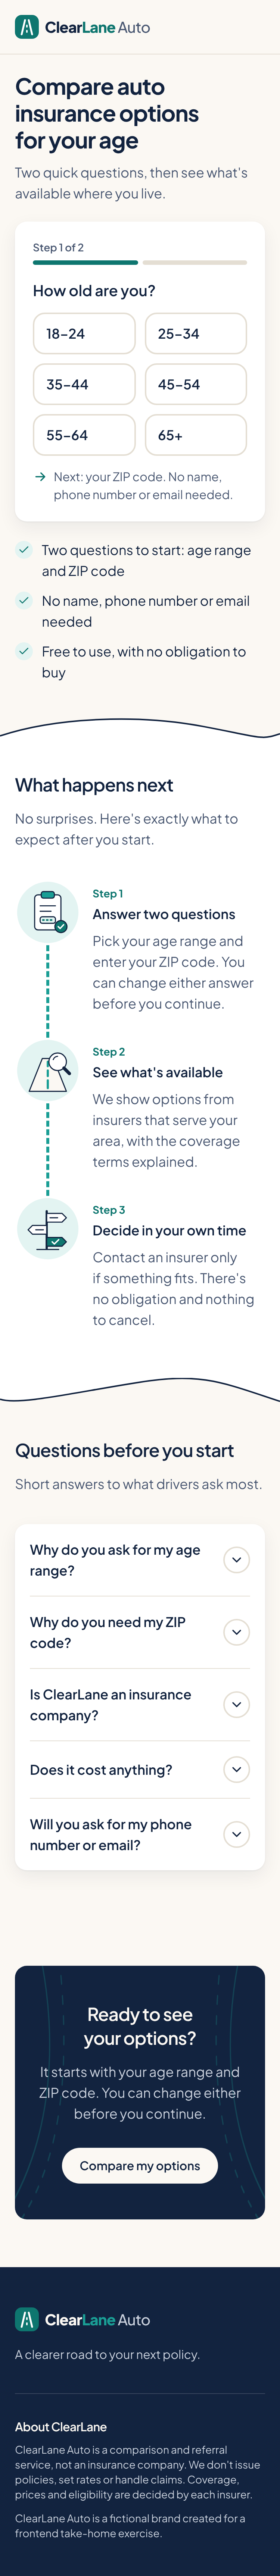 ClearLane Auto
Compare auto
insurance options
for your age
Two quick questions, then see what's
available where you live.
Step 1 of 2
How old are you?
18–24
25–34
35–44
45–54
55–64
65+
→ Next: your ZIP code. No name,
phone number or email needed.
Two questions to start: age range
and ZIP code
No name, phone number or email
needed
Free to use, with no obligation to
buy
What happens next
No surprises. Here's exactly what to
expect after you start.
Step 1
Answer two questions
Pick your age range and
enter your ZIP code. You
can change either answer
before you continue.
Step 2
See what's available
We show options from
insurers that serve your
area, with the coverage
terms explained.
Step 3
Decide in your own time
Contact an insurer only
if something fits. There's
no obligation and nothing
to cancel.
Questions before you start
Short answers to what drivers ask most.
Why do you ask for my age
range?
Why do you need my ZIP
code?
Is ClearLane an insurance
company?
Does it cost anything?
Will you ask for my phone
number or email?
Ready to see
your options?
It starts with your age range and
ZIP code. You can change either
before you continue.
Compare my options
ClearLane Auto
A clearer road to your next policy.
About ClearLane
ClearLane Auto is a comparison and referral
service, not an insurance company. We don't issue
policies, set rates or handle claims. Coverage,
prices and eligibility are decided by each insurer.
ClearLane Auto is a fictional brand created for a
frontend take-home exercise.